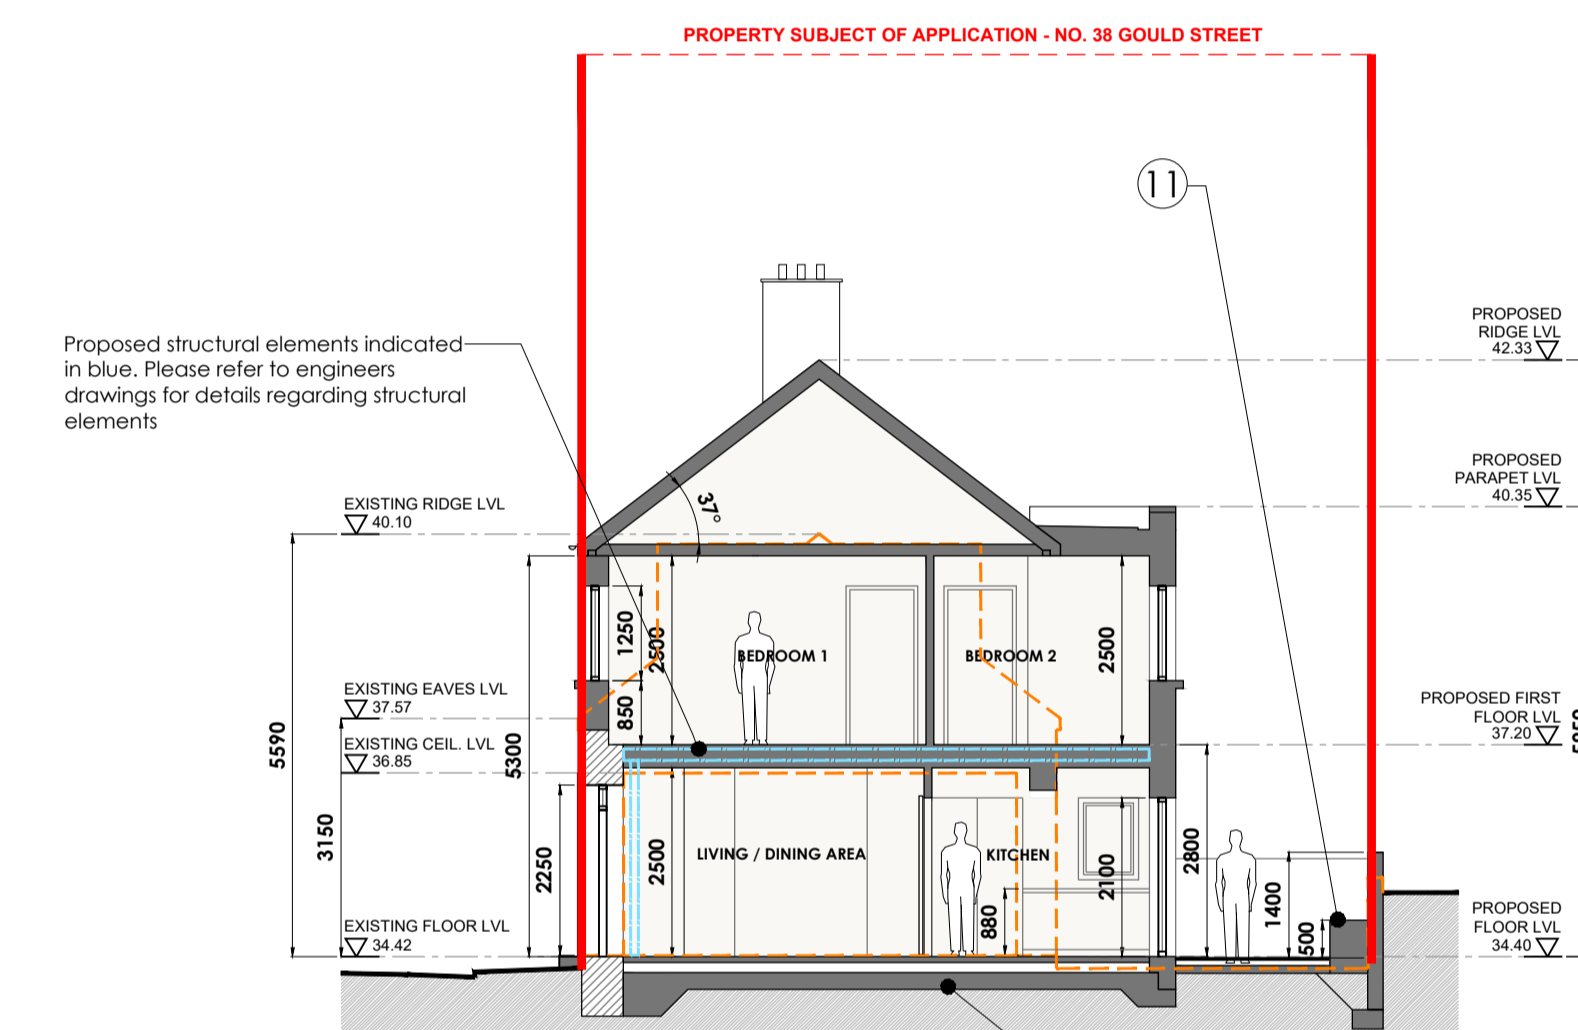 PROPERTY SUBJECT OF APPLICATION - NO. 38 GOULD STREET
11
Proposed structural elements indicated
in blue. Please refer to engineers
drawings for details regarding structural
elements
PROPOSED
RIDGE LVL
42.33
PROPOSED
PARAPET LVL
40.35
EXISTING RIDGE LVL
40.10
37°
1250
2500
BEDROOM 1
BEDROOM 2
2500
EXISTING EAVES LVL
37.57
850
PROPOSED FIRST
FLOOR LVL
37.20
5590
5300
EXISTING CEIL. LVL
36.85
3150
2250
2500
LIVING / DINING AREA
KITCHEN
880
2100
2800
1400
500
EXISTING FLOOR LVL
34.42
PROPOSED
FLOOR LVL
34.40